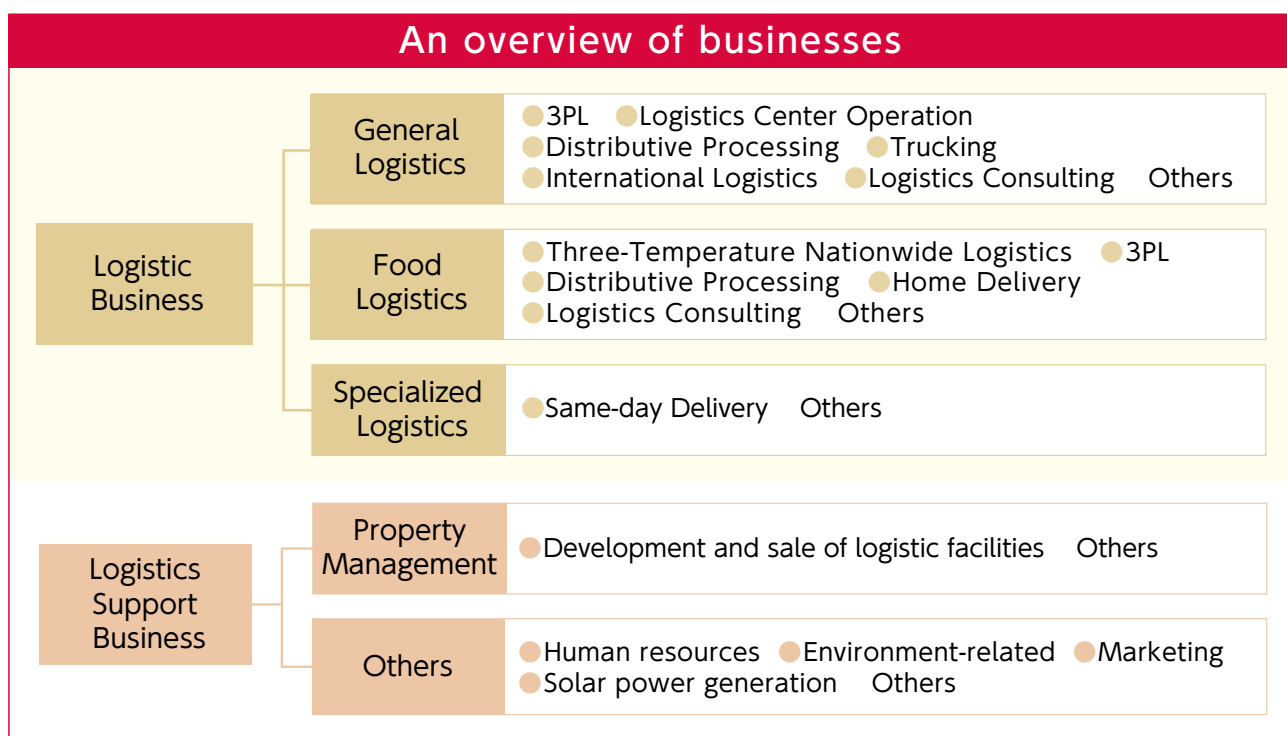 An overview of businesses
Logistic
Business
General
Logistics
●3PL ●Logistics Center Operation
●Distributive Processing ●Trucking
●International Logistics ●Logistics Consulting Others
Food
Logistics
●Three-Temperature Nationwide Logistics ●3PL
●Distributive Processing ●Home Delivery
●Logistics Consulting Others
Specialized
Logistics
●Same-day Delivery Others
Logistics
Support
Business
Property
Management
●Development and sale of logistic facilities Others
Others
●Human resources ●Environment-related ●Marketing
●Solar power generation Others